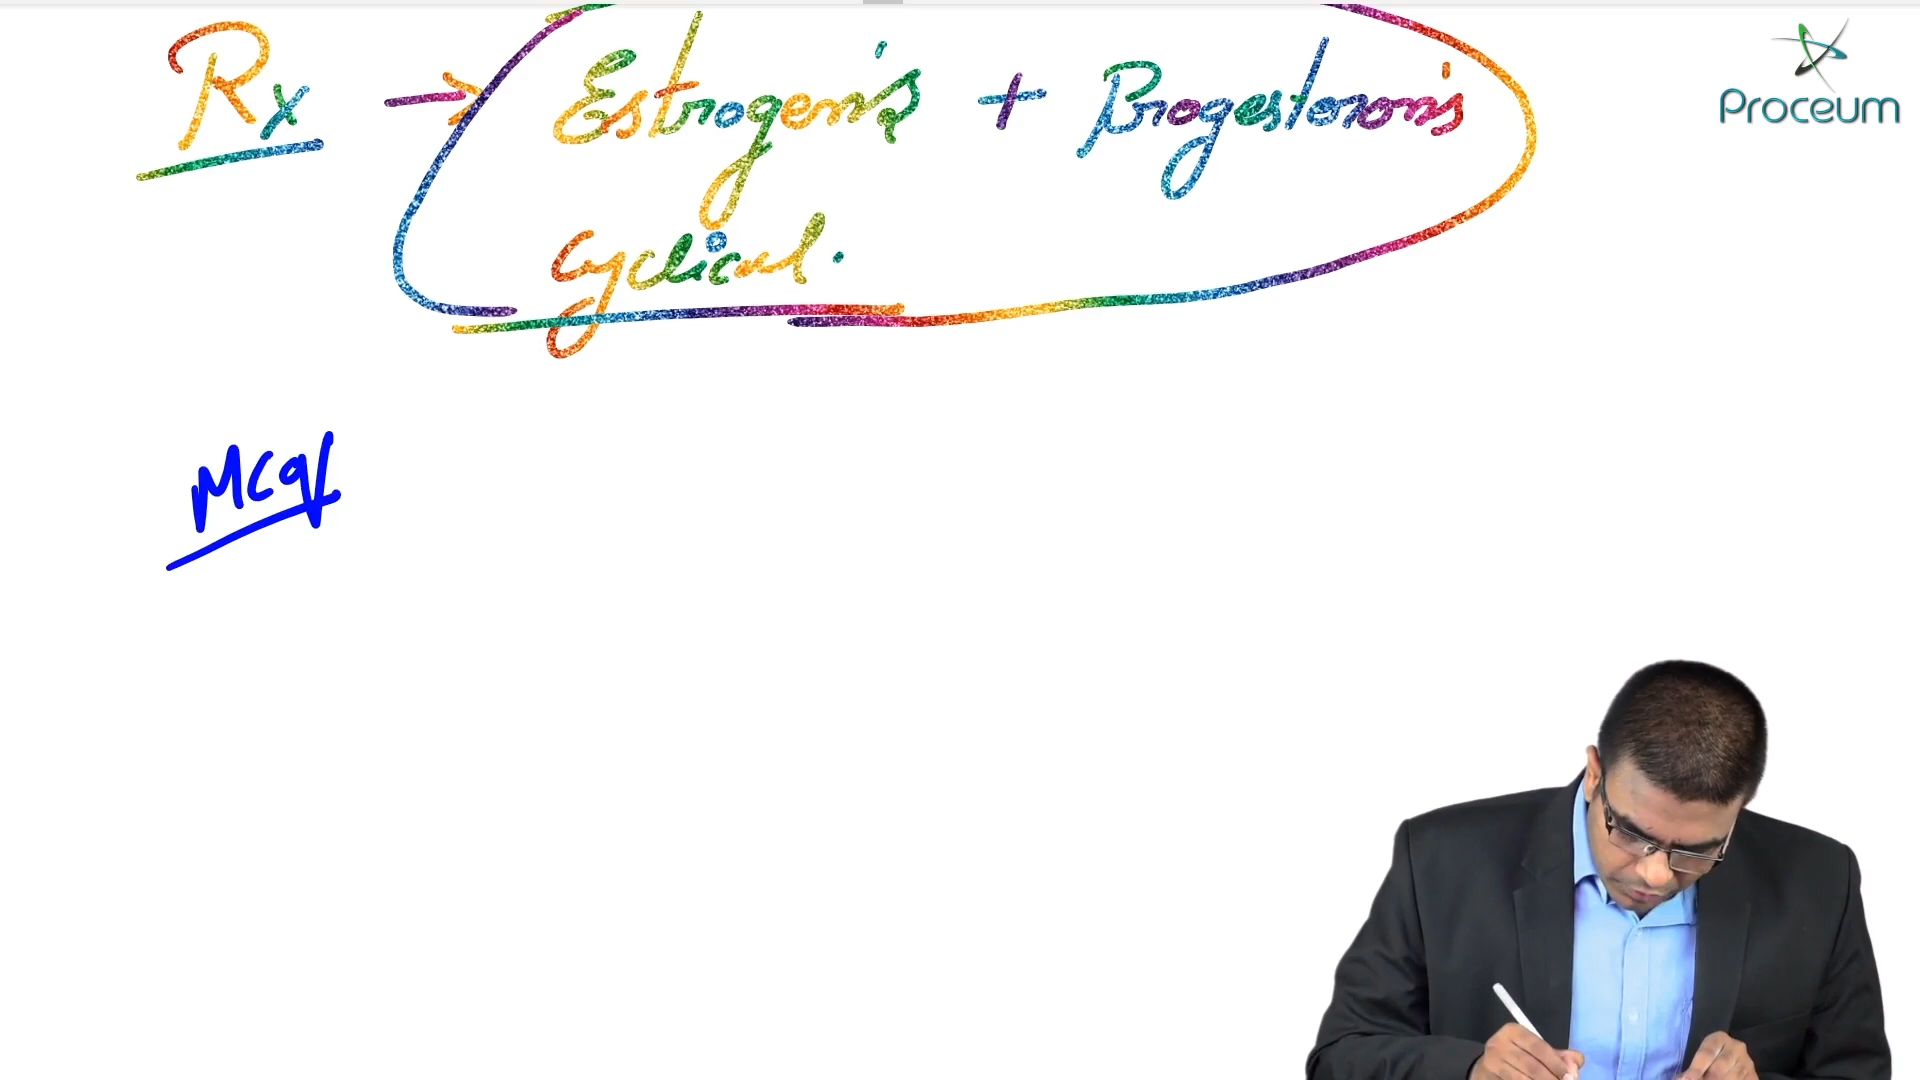 Rx → Estrogen's + Progesteron's
cyclical.
Mcq
Proceum